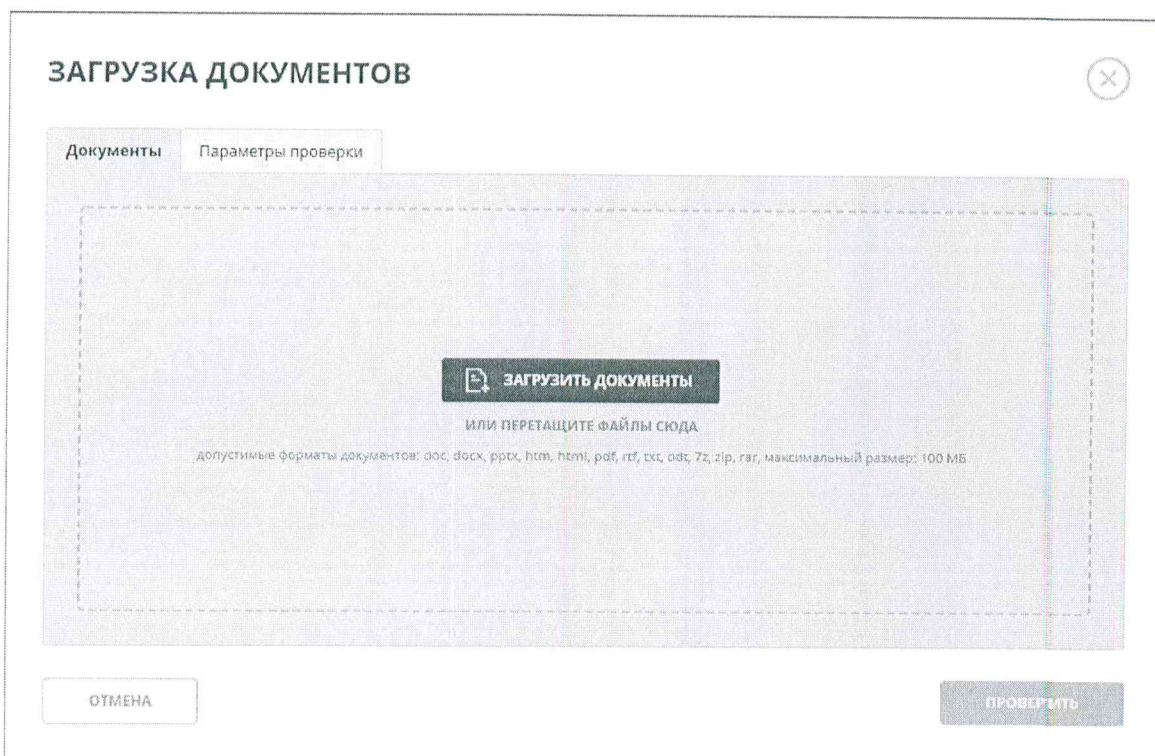 ЗАГРУЗКА ДОКУМЕНТОВ
Документы Параметры проверки
ЗАГРУЗИТЬ ДОКУМЕНТЫ
ИЛИ ПЕРЕТАЩИТЕ ФАЙЛЫ СЮДА
допустимые форматы документов: doc, docx, pptx, htm, html, pdf, rtf, txt, odt, 7z, zip, rar, максимальный размер: 100 МБ
ОТМЕНА ПРОВЕРИТЬ